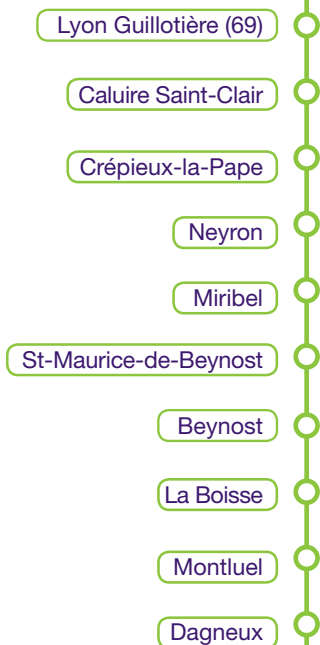 Lyon Guillotière (69)
Caluire Saint-Clair
Crépieux-la-Pape
Neyron
Miribel
St-Maurice-de-Beynost
Beynost
La Boisse
Montluel
Dagneux